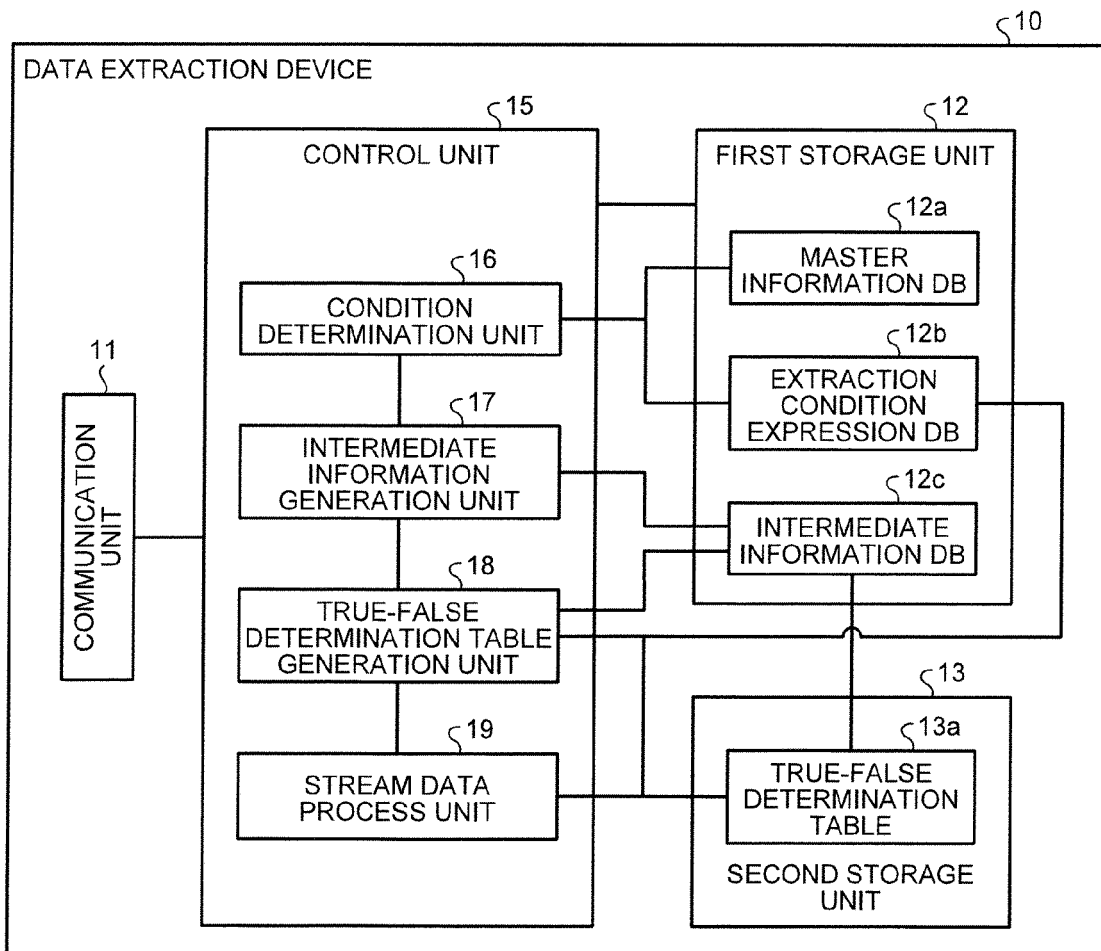 10
DATA EXTRACTION DEVICE
15
CONTROL UNIT
12
FIRST STORAGE UNIT
12a
MASTER
INFORMATION DB
16
CONDITION
DETERMINATION UNIT
12b
EXTRACTION
CONDITION
EXPRESSION DB
11
COMMUNICATION
UNIT
17
INTERMEDIATE
INFORMATION
GENERATION UNIT
12c
INTERMEDIATE
INFORMATION DB
18
TRUE-FALSE
DETERMINATION TABLE
GENERATION UNIT
13
13a
TRUE-FALSE
DETERMINATION
TABLE
19
STREAM DATA
PROCESS UNIT
SECOND STORAGE
UNIT